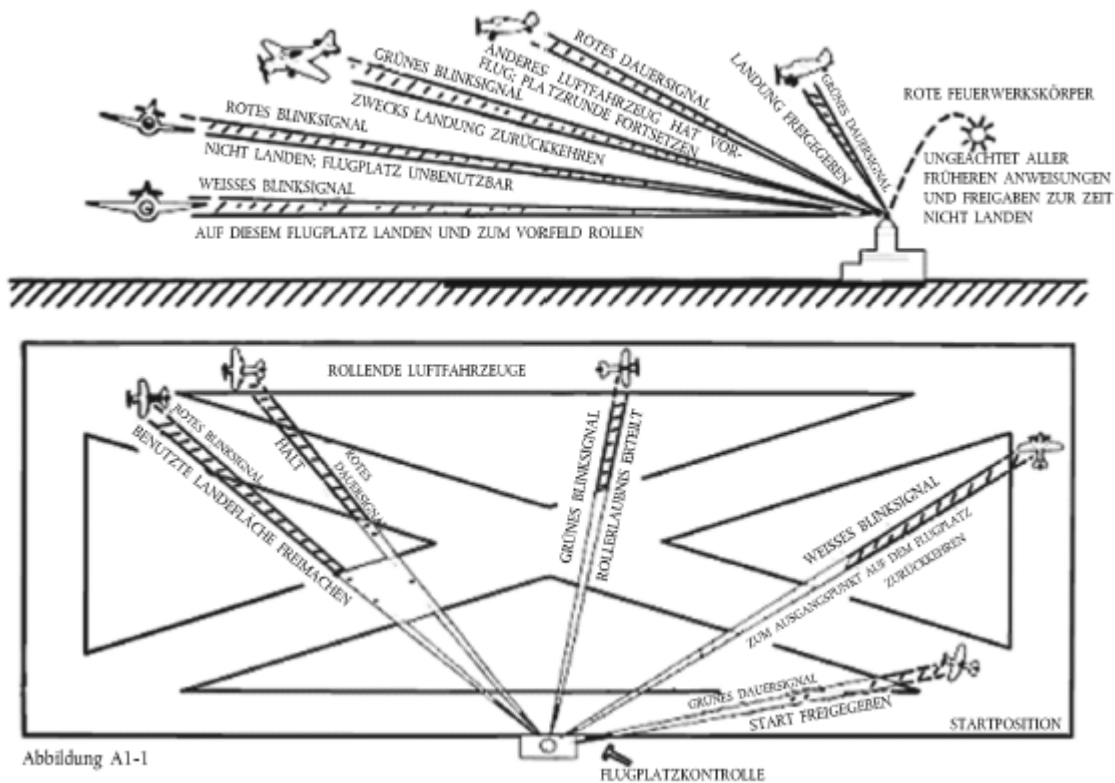 ROTES DAUERSIGNAL
ANDERES LUFTFAHRZEUG HAT VOR-
FLUG; PLATZRUNDE FORTSETZEN
GRÜNES BLINKSIGNAL
ZWECKS LANDUNG ZURÜCKKEHREN
LANDUNG FREIGEGEBEN
GRÜNES DAUERSIGNAL
ROTE FEUERWERKSKÖRPER
UNGEACHTET ALLER
FRÜHEREN ANWEISUNGEN
UND FREIGABEN ZUR ZEIT
NICHT LANDEN
ROTES BLINKSIGNAL
NICHT LANDEN; FLUGPLATZ UNBENUTZBAR
WEISSES BLINKSIGNAL
AUF DIESEM FLUGPLATZ LANDEN UND ZUM VORFELD ROLLEN
ROLLENDE LUFTFAHRZEUGE
ROTES BLINKSIGNAL
BENUTZTE LANDEFLÄCHE FREIMACHEN
HALT
ROTES
DAUERSIGNAL
GRÜNES BLINKSIGNAL
ROLLERLAUBNIS ERTEILT
WEISSES BLINKSIGNAL
ZUM AUSGANGSPUNKT AUF DEM FLUGPLATZ
ZURÜCKKEHREN
GRÜNES DAUERSIGNAL
START FREIGEGEBEN
STARTPOSITION
Abbildung A1-1
FLUGPLATZKONTROLLE